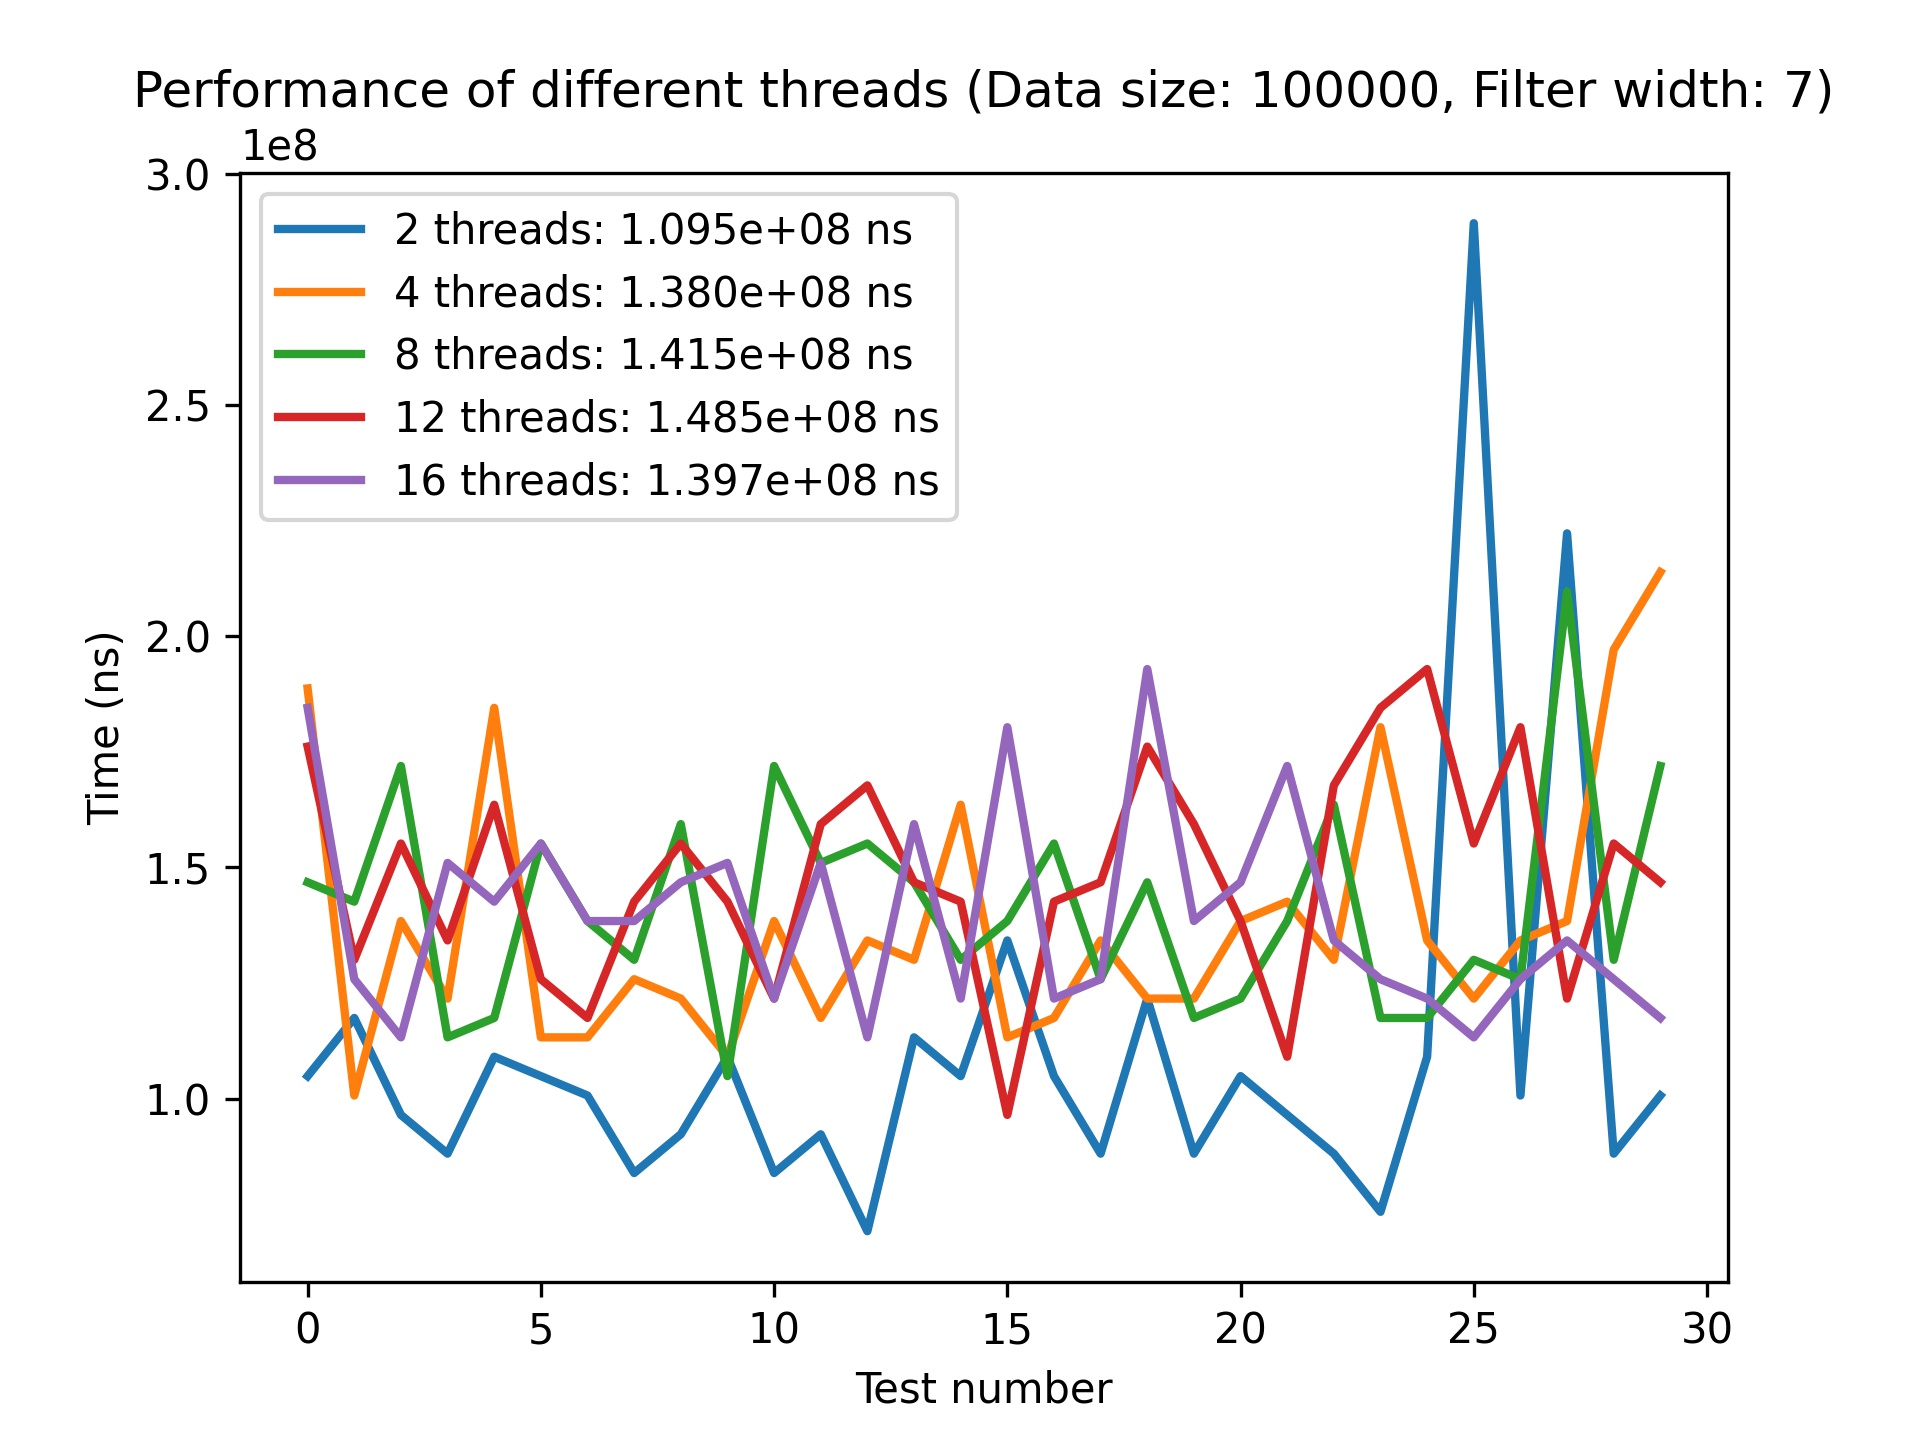 Performance of different threads (Data size: 100000, Filter width: 7)
1e8
3.0
2.5
2.0
1.5
1.0
Time (ns)
2 threads: 1.095e+08 ns
4 threads: 1.380e+08 ns
8 threads: 1.415e+08 ns
12 threads: 1.485e+08 ns
16 threads: 1.397e+08 ns
0 5 10 15 20 25 30
Test number